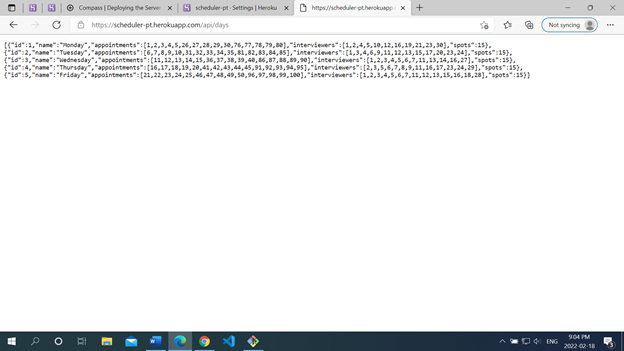 Compass | Deploying the Server
scheduler-pt - Settings | Heroku
https://scheduler-pt.herokuapp.c
https://scheduler-pt.herokuapp.com/api/days
Not syncing
[{"id":1,"name":"Monday","appointments":[1,2,3,4,5,26,27,28,29,30,76,77,78,79,80],"interviewers":[1,2,4,5,10,12,16,19,21,23,30],"spots":15},
{"id":2,"name":"Tuesday","appointments":[6,7,8,9,10,31,32,33,34,35,81,82,83,84,85],"interviewers":[1,3,4,6,9,11,12,13,15,17,20,23,24],"spots":15},
{"id":3,"name":"Wednesday","appointments":[11,12,13,14,15,36,37,38,39,40,86,87,88,89,90],"interviewers":[1,2,3,4,5,6,7,11,13,14,16,27],"spots":15},
{"id":4,"name":"Thursday","appointments":[16,17,18,19,20,41,42,43,44,45,91,92,93,94,95],"interviewers":[2,3,5,6,7,8,9,11,16,17,23,24,29],"spots":15},
{"id":5,"name":"Friday","appointments":[21,22,23,24,25,46,47,48,49,50,96,97,98,99,100],"interviewers":[1,2,3,4,5,6,7,11,12,13,15,16,18,28],"spots":15}]
ENG
9:04 PM
2022-02-18
3